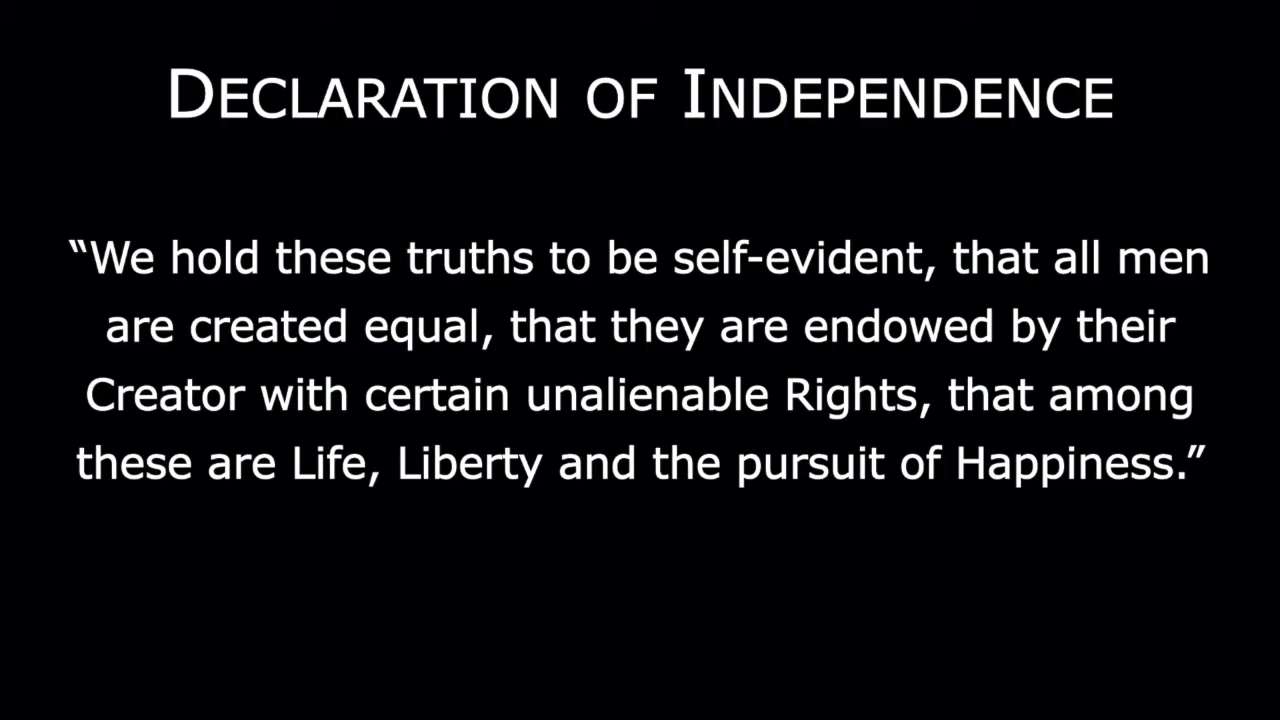 DECLARATION OF INDEPENDENCE
“We hold these truths to be self-evident, that all men
are created equal, that they are endowed by their
Creator with certain unalienable Rights, that among
these are Life, Liberty and the pursuit of Happiness.”